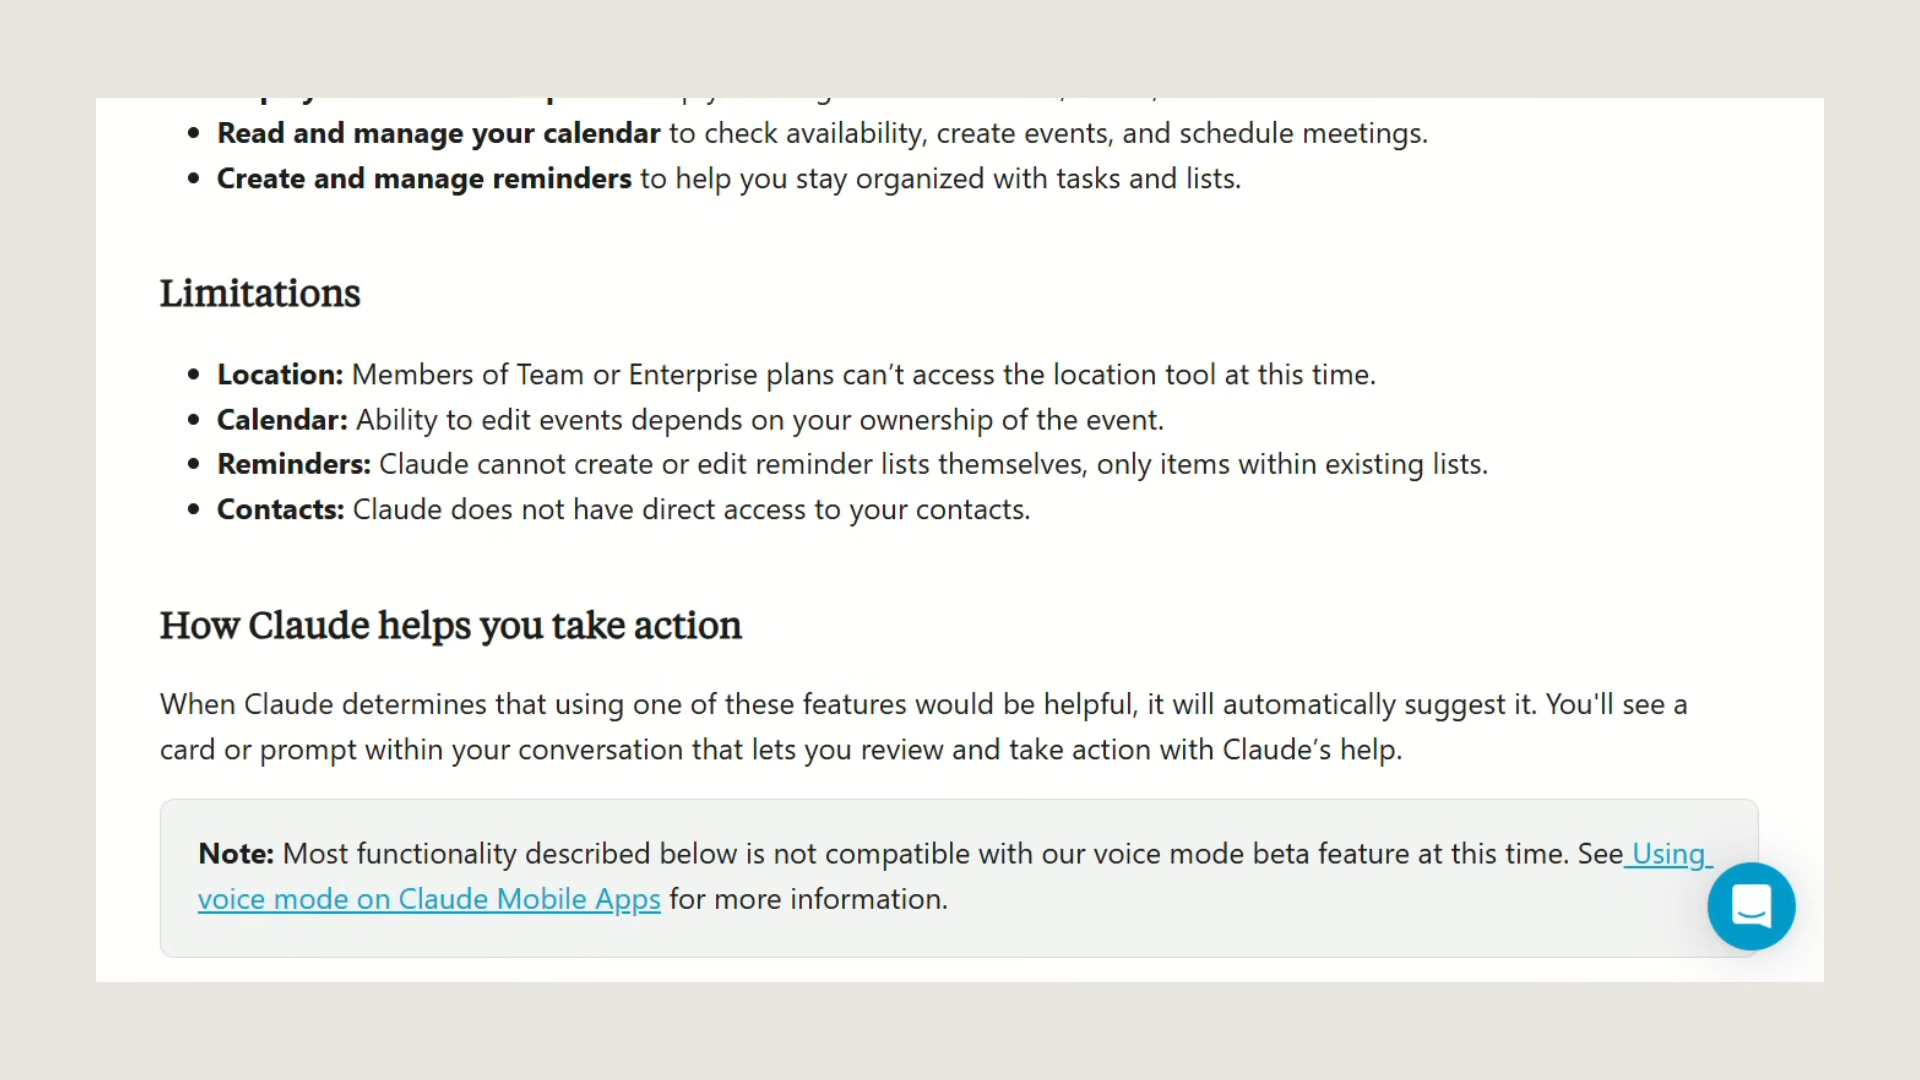 Read and manage your calendar to check availability, create events, and schedule meetings.
Create and manage reminders to help you stay organized with tasks and lists.
Limitations
Location: Members of Team or Enterprise plans can’t access the location tool at this time.
Calendar: Ability to edit events depends on your ownership of the event.
Reminders: Claude cannot create or edit reminder lists themselves, only items within existing lists.
Contacts: Claude does not have direct access to your contacts.
How Claude helps you take action
When Claude determines that using one of these features would be helpful, it will automatically suggest it. You'll see a
card or prompt within your conversation that lets you review and take action with Claude’s help.
Note: Most functionality described below is not compatible with our voice mode beta feature at this time. See Using
voice mode on Claude Mobile Apps for more information.